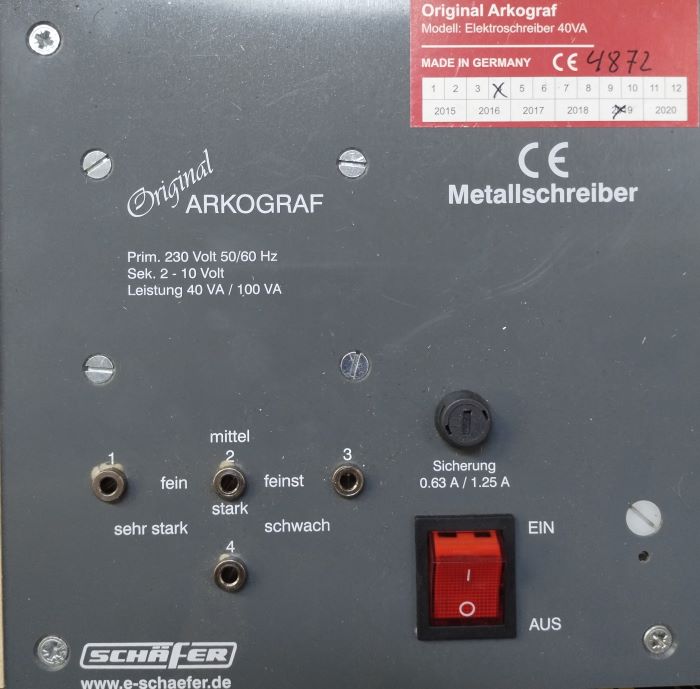 Original Arkograf
Modell: Elektroschreiber 40VA
MADE IN GERMANY CE 4872
1 2 3 X 5 6 7 8 9 10 11 12
2015 2016 2017 2018 2019 2020
CE
Metallschreiber
Original ARKOGRAF
Prim. 230 Volt 50/60 Hz
Sek. 2 - 10 Volt
Leistung 40 VA / 100 VA
mittel
1 2 3
fein feinst
stark
sehr stark schwach
4
Sicherung
0.63 A / 1.25 A
EIN
I
O
AUS
SCHÄFER
www.e-schaefer.de